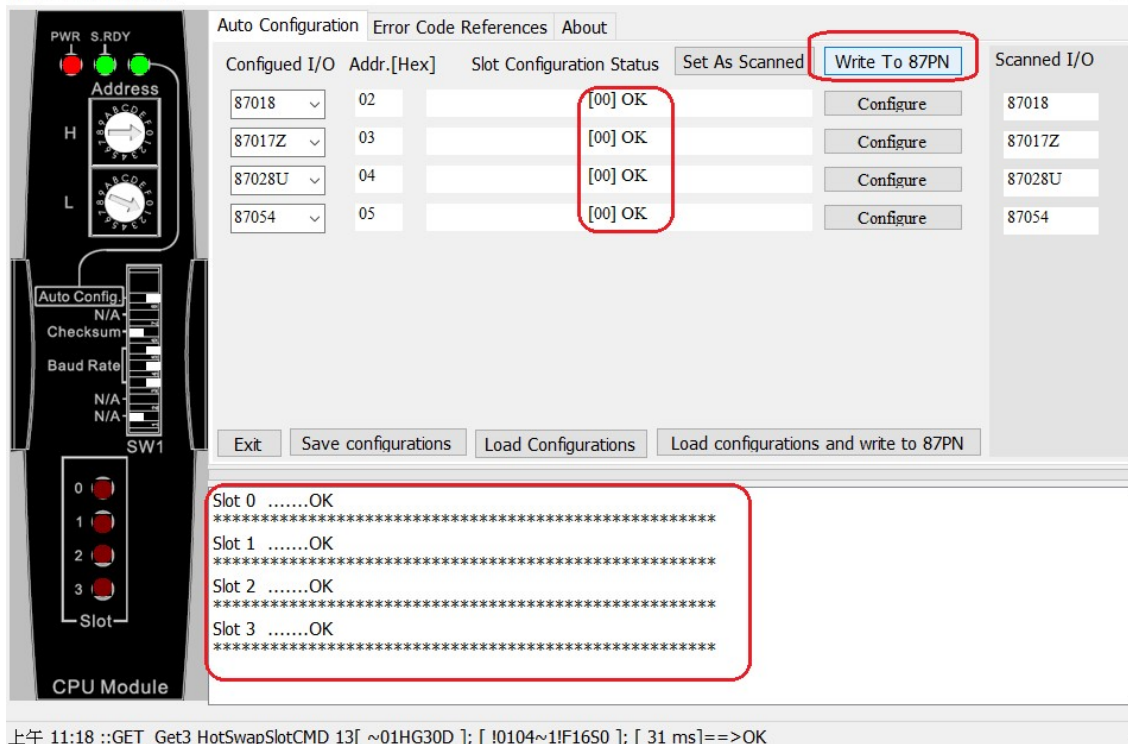 PWR S.RDY
Address
H
L
Auto Config.
N/A
Checksum
Baud Rate
N/A
N/A
SW1
0
1
2
3
Slot
CPU Module
Auto Configuration Error Code References About
Configued I/O Addr.[Hex] Slot Configuration Status Set As Scanned Write To 87PN Scanned I/O
87018 02 [00] OK Configure 87018
87017Z 03 [00] OK Configure 87017Z
87028U 04 [00] OK Configure 87028U
87054 05 [00] OK Configure 87054
Exit Save configurations Load Configurations Load configurations and write to 87PN
Slot 0 .......OK
******************************************************
Slot 1 .......OK
******************************************************
Slot 2 .......OK
******************************************************
Slot 3 .......OK
******************************************************
上午 11:18 ::GET Get3 HotSwapSlotCMD 13[ ~01HG30D ]; [ !0104~1!F16S0 ]; [ 31 ms]==>OK